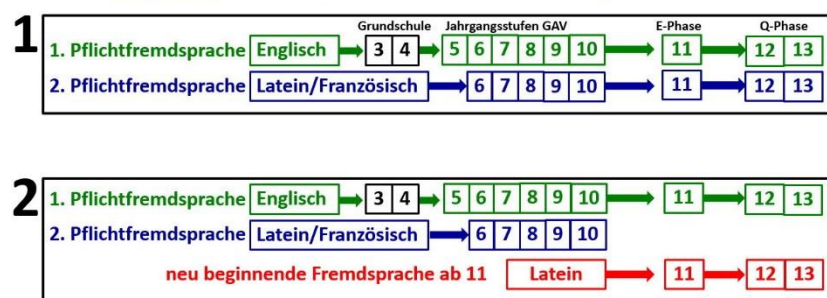 1
Grundschule Jahrgangsstufen GAV E-Phase Q-Phase
1. Pflichtfremdsprache Englisch 3 4 5 6 7 8 9 10 11 12 13
2. Pflichtfremdsprache Latein/Französisch 6 7 8 9 10 11 12 13
2
1. Pflichtfremdsprache Englisch 3 4 5 6 7 8 9 10 11 12 13
2. Pflichtfremdsprache Latein/Französisch 6 7 8 9 10
neu beginnende Fremdsprache ab 11 Latein 11 12 13